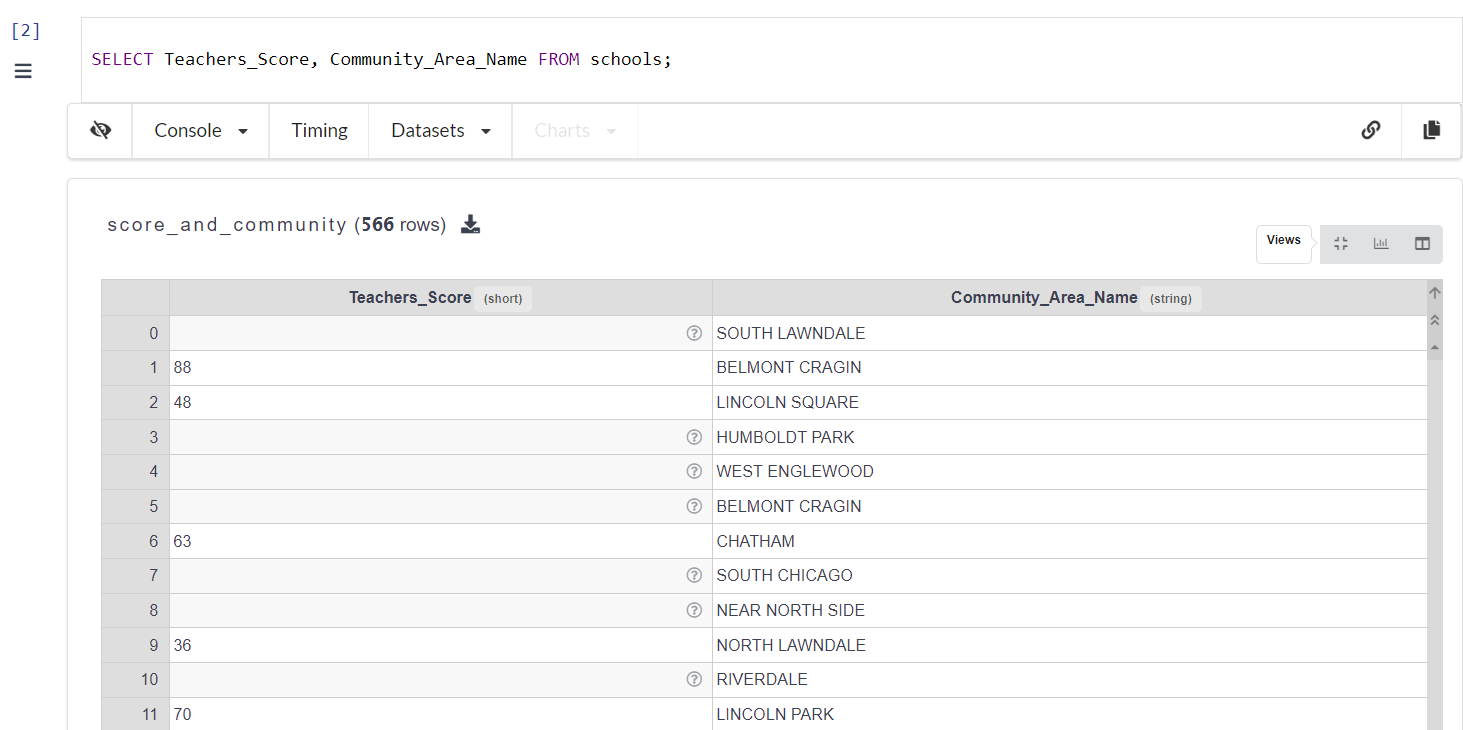 [2]
SELECT Teachers_Score, Community_Area_Name FROM schools;
Console Timing Datasets Charts
score_and_community (566 rows)
Views
Teachers_Score (short) Community_Area_Name (string)
0 ? SOUTH LAWNDALE
1 88 BELMONT CRAGIN
2 48 LINCOLN SQUARE
3 ? HUMBOLDT PARK
4 ? WEST ENGLEWOOD
5 ? BELMONT CRAGIN
6 63 CHATHAM
7 ? SOUTH CHICAGO
8 ? NEAR NORTH SIDE
9 36 NORTH LAWNDALE
10 ? RIVERDALE
11 70 LINCOLN PARK